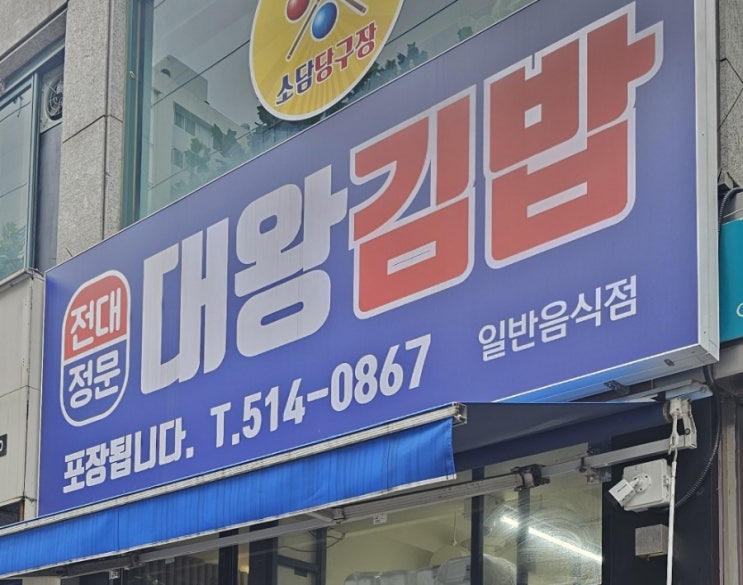 소담당구장
전대
정문
대왕김밥
일반음식점
포장됩니다. T.514-0867